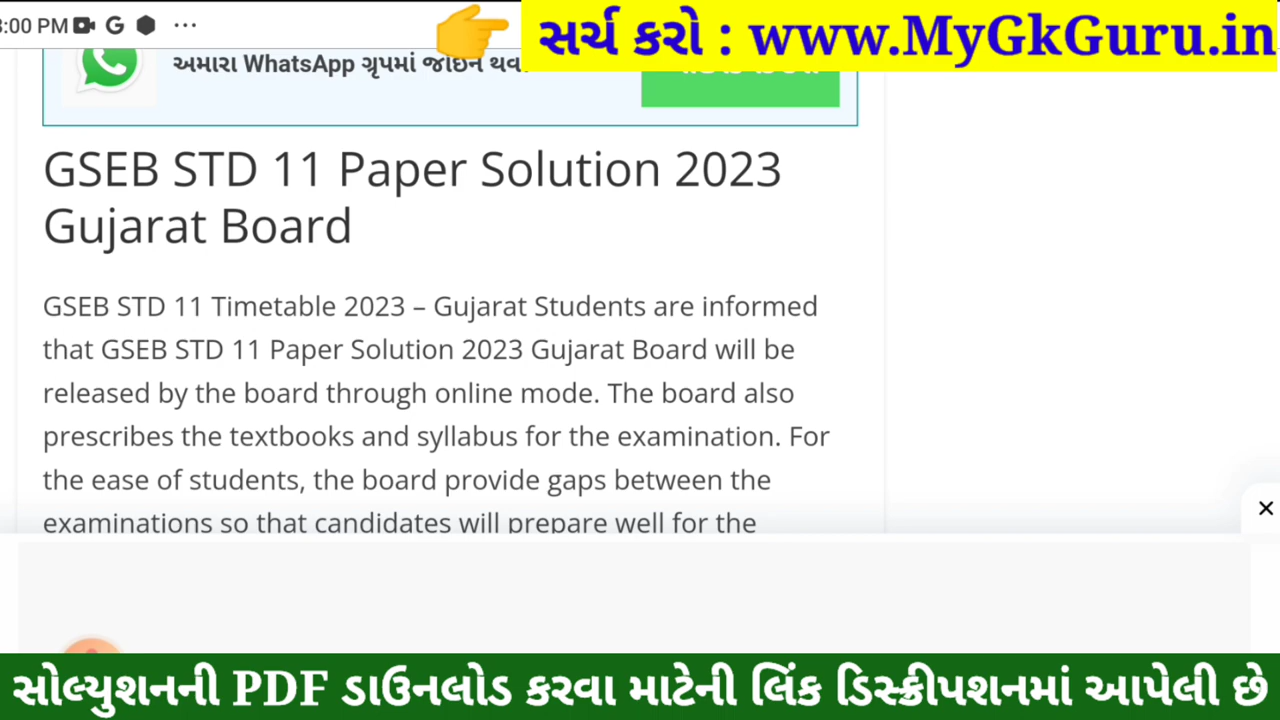 :00 PM G ...
સર્ચ કરો : www.MyGkGuru.in
અમારા WhatsApp ગ્રૂપમાં જોઇન થવા
GSEB STD 11 Paper Solution 2023
Gujarat Board
GSEB STD 11 Timetable 2023 – Gujarat Students are informed
that GSEB STD 11 Paper Solution 2023 Gujarat Board will be
released by the board through online mode. The board also
prescribes the textbooks and syllabus for the examination. For
the ease of students, the board provide gaps between the
examinations so that candidates will prepare well for the
સોલ્યુશનની PDF ડાઉનલોડ કરવા માટેની લિંક ડિસ્ક્રીપશનમાં આપેલી છે